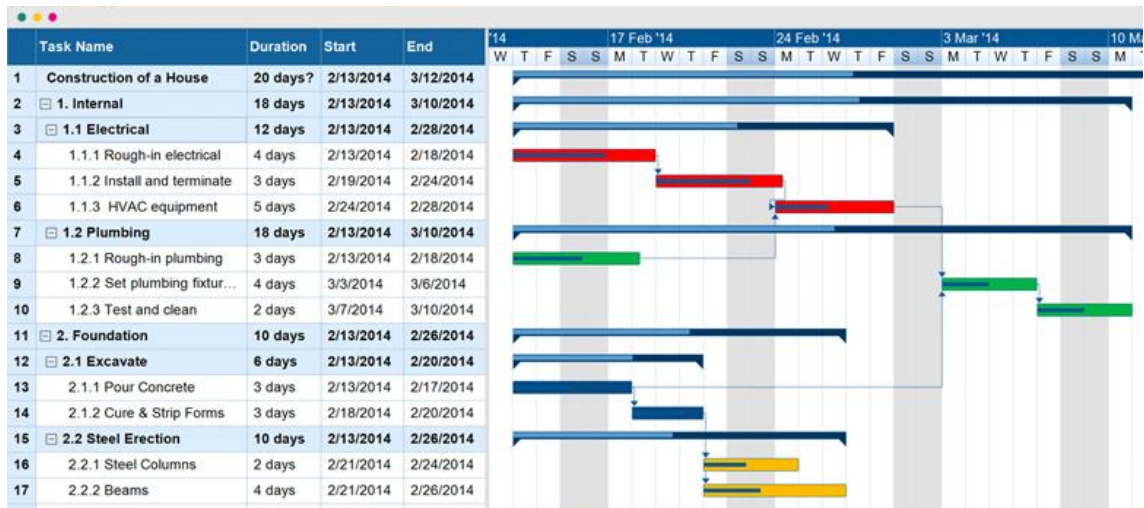 '14 17 Feb '14 24 Feb '14 3 Mar '14 10 Ma
Task Name Duration Start End
W T F S S M T W T F S S M T W T F S S M T W T F S S M
1 Construction of a House 20 days? 2/13/2014 3/12/2014
2 1. Internal 18 days 2/13/2014 3/10/2014
3 1.1 Electrical 12 days 2/13/2014 2/28/2014
4 1.1.1 Rough-in electrical 4 days 2/13/2014 2/18/2014
5 1.1.2 Install and terminate 3 days 2/19/2014 2/24/2014
6 1.1.3 HVAC equipment 5 days 2/24/2014 2/28/2014
7 1.2 Plumbing 18 days 2/13/2014 3/10/2014
8 1.2.1 Rough-in plumbing 3 days 2/13/2014 2/18/2014
9 1.2.2 Set plumbing fixtur... 4 days 3/3/2014 3/6/2014
10 1.2.3 Test and clean 2 days 3/7/2014 3/10/2014
11 2. Foundation 10 days 2/13/2014 2/26/2014
12 2.1 Excavate 6 days 2/13/2014 2/20/2014
13 2.1.1 Pour Concrete 3 days 2/13/2014 2/17/2014
14 2.1.2 Cure & Strip Forms 3 days 2/18/2014 2/20/2014
15 2.2 Steel Erection 10 days 2/13/2014 2/26/2014
16 2.2.1 Steel Columns 2 days 2/21/2014 2/24/2014
17 2.2.2 Beams 4 days 2/21/2014 2/26/2014